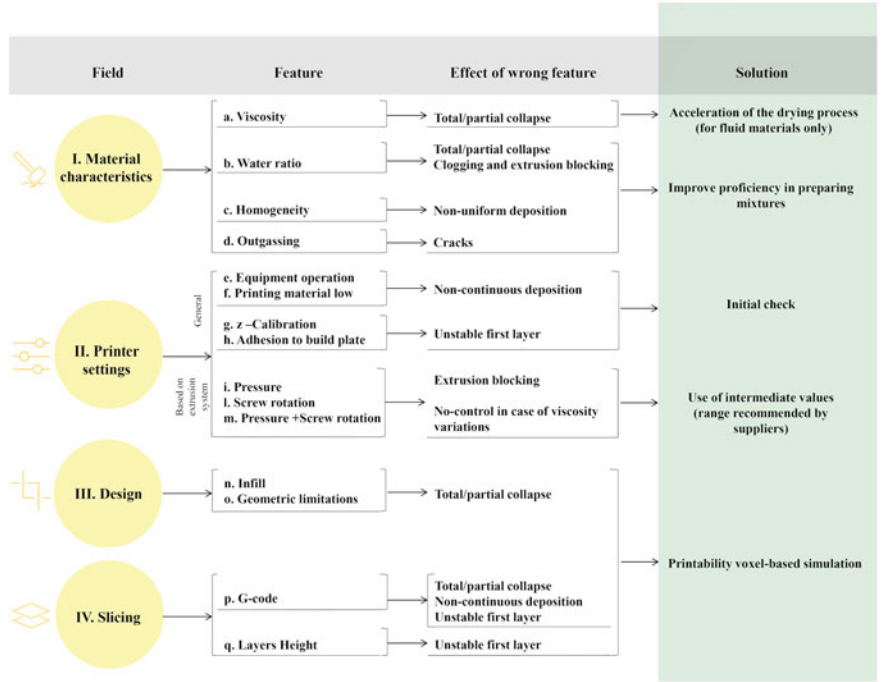 Field
Feature
Effect of wrong feature
Solution
I. Material
characteristics
a. Viscosity
Total/partial collapse
Acceleration of the drying process
(for fluid materials only)
b. Water ratio
Total/partial collapse
Clogging and extrusion blocking
c. Homogeneity
Non-uniform deposition
d. Outgassing
Cracks
Improve proficiency in preparing
mixtures
II. Printer
settings
General
e. Equipment operation
f. Printing material low
Non-continuous deposition
g. z –Calibration
h. Adhesion to build plate
Unstable first layer
Initial check
Based on
extrusion
system
i. Pressure
l. Screw rotation
m. Pressure +Screw rotation
Extrusion blocking
No-control in case of viscosity
variations
Use of intermediate values
(range recommended by
suppliers)
III. Design
n. Infill
o. Geometric limitations
Total/partial collapse
IV. Slicing
p. G-code
Total/partial collapse
Non-continuous deposition
Unstable first layer
q. Layers Height
Unstable first layer
Printability voxel-based simulation